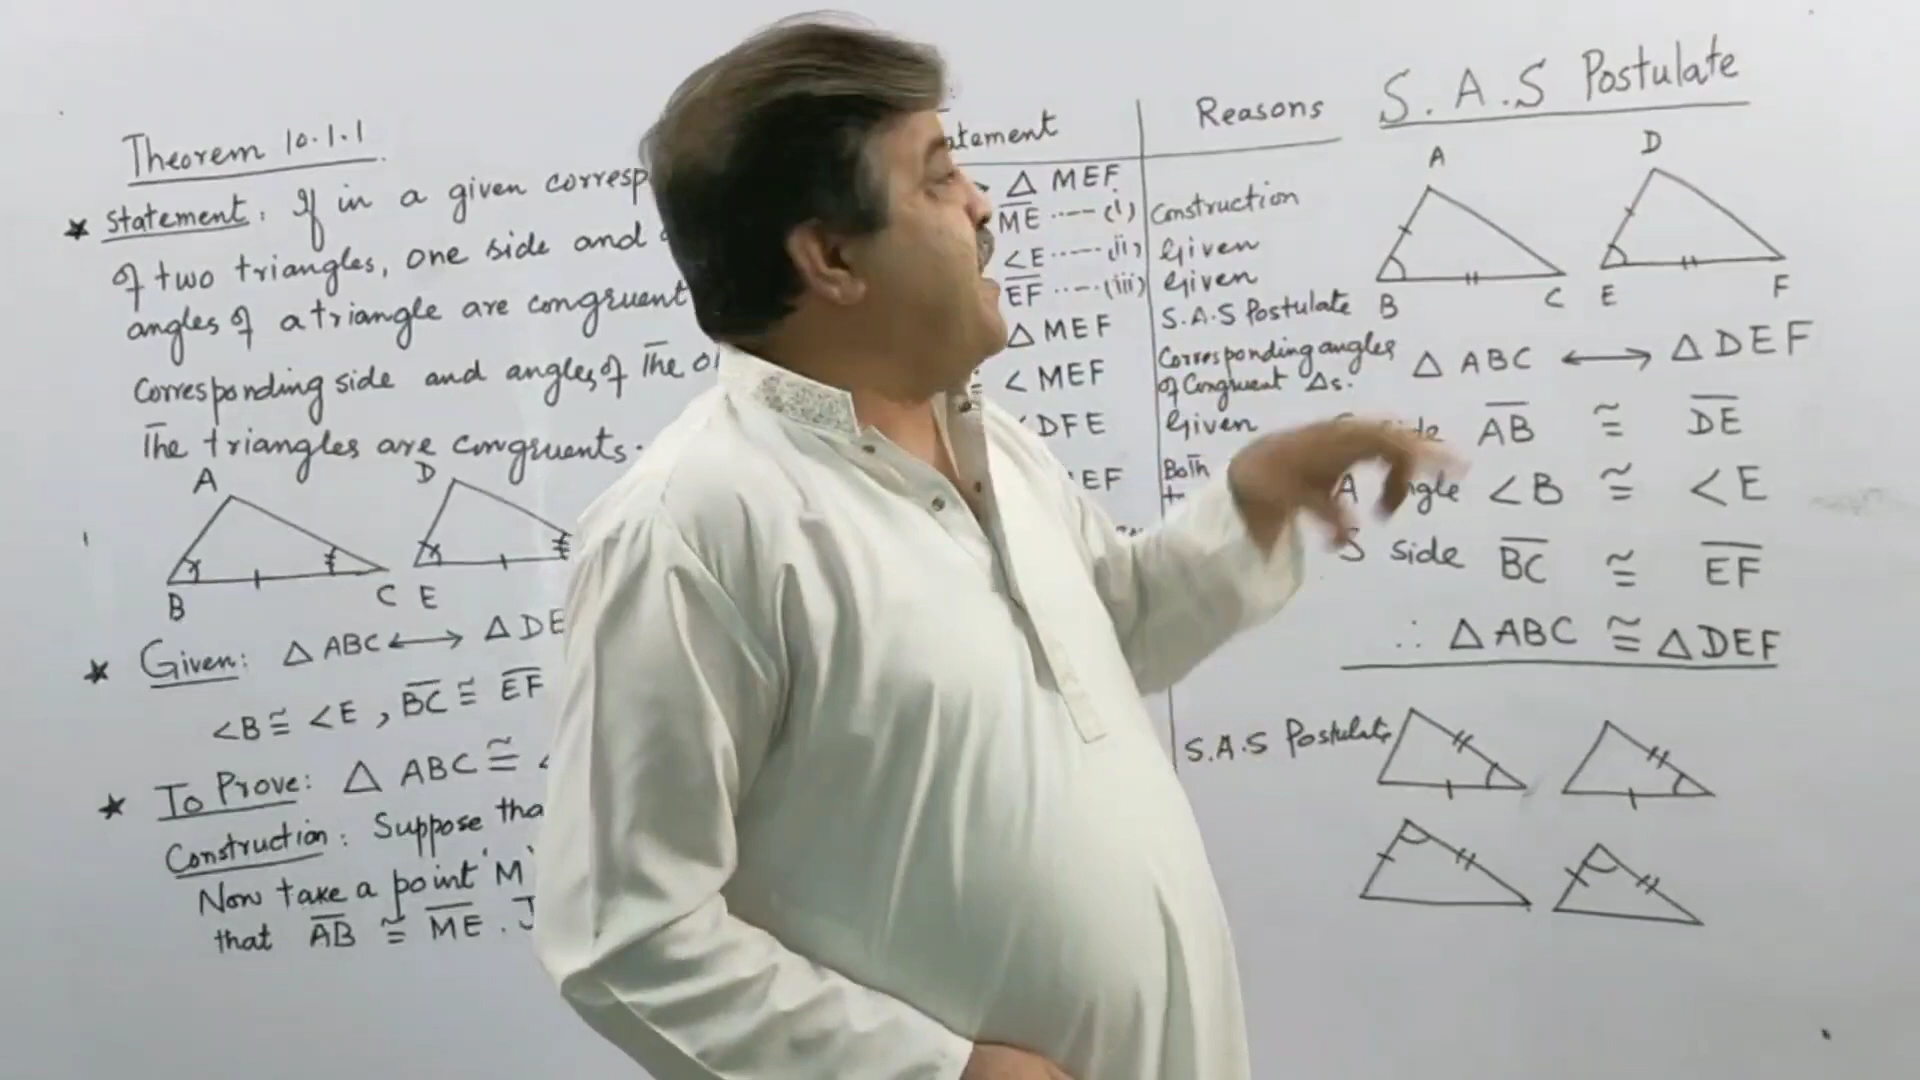 Theorem 10.1.1
★ Statement: If in a given
of two triangles, one side and
angles of a triangle are congruent
Corresponding side and angles of The
The triangles are congruents.
A
D
B
C
E
★ Given: △ABC ⟷ △DE
<B ≅ <E, BC ≅ EF
★ To Prove: △ABC ≅
Construction: Suppose
Now take a point 'M'
that AB ≅ ME.
Reasons
△MEF
ME ----(i) Construction
<E ----(ii) Given
EF ----(iii) Given
△MEF S.A.S Postulate
<MEF Corresponding angles
of Congruent △s.
<DFE Given
EF Both
S.A.S Postulate
S.A.S Postulate
A
D
B
C
E
F
△ABC ⟷ △DEF
AB ≅ DE
A <B ≅ <E
S side BC ≅ EF
∴ △ABC ≅ △DEF